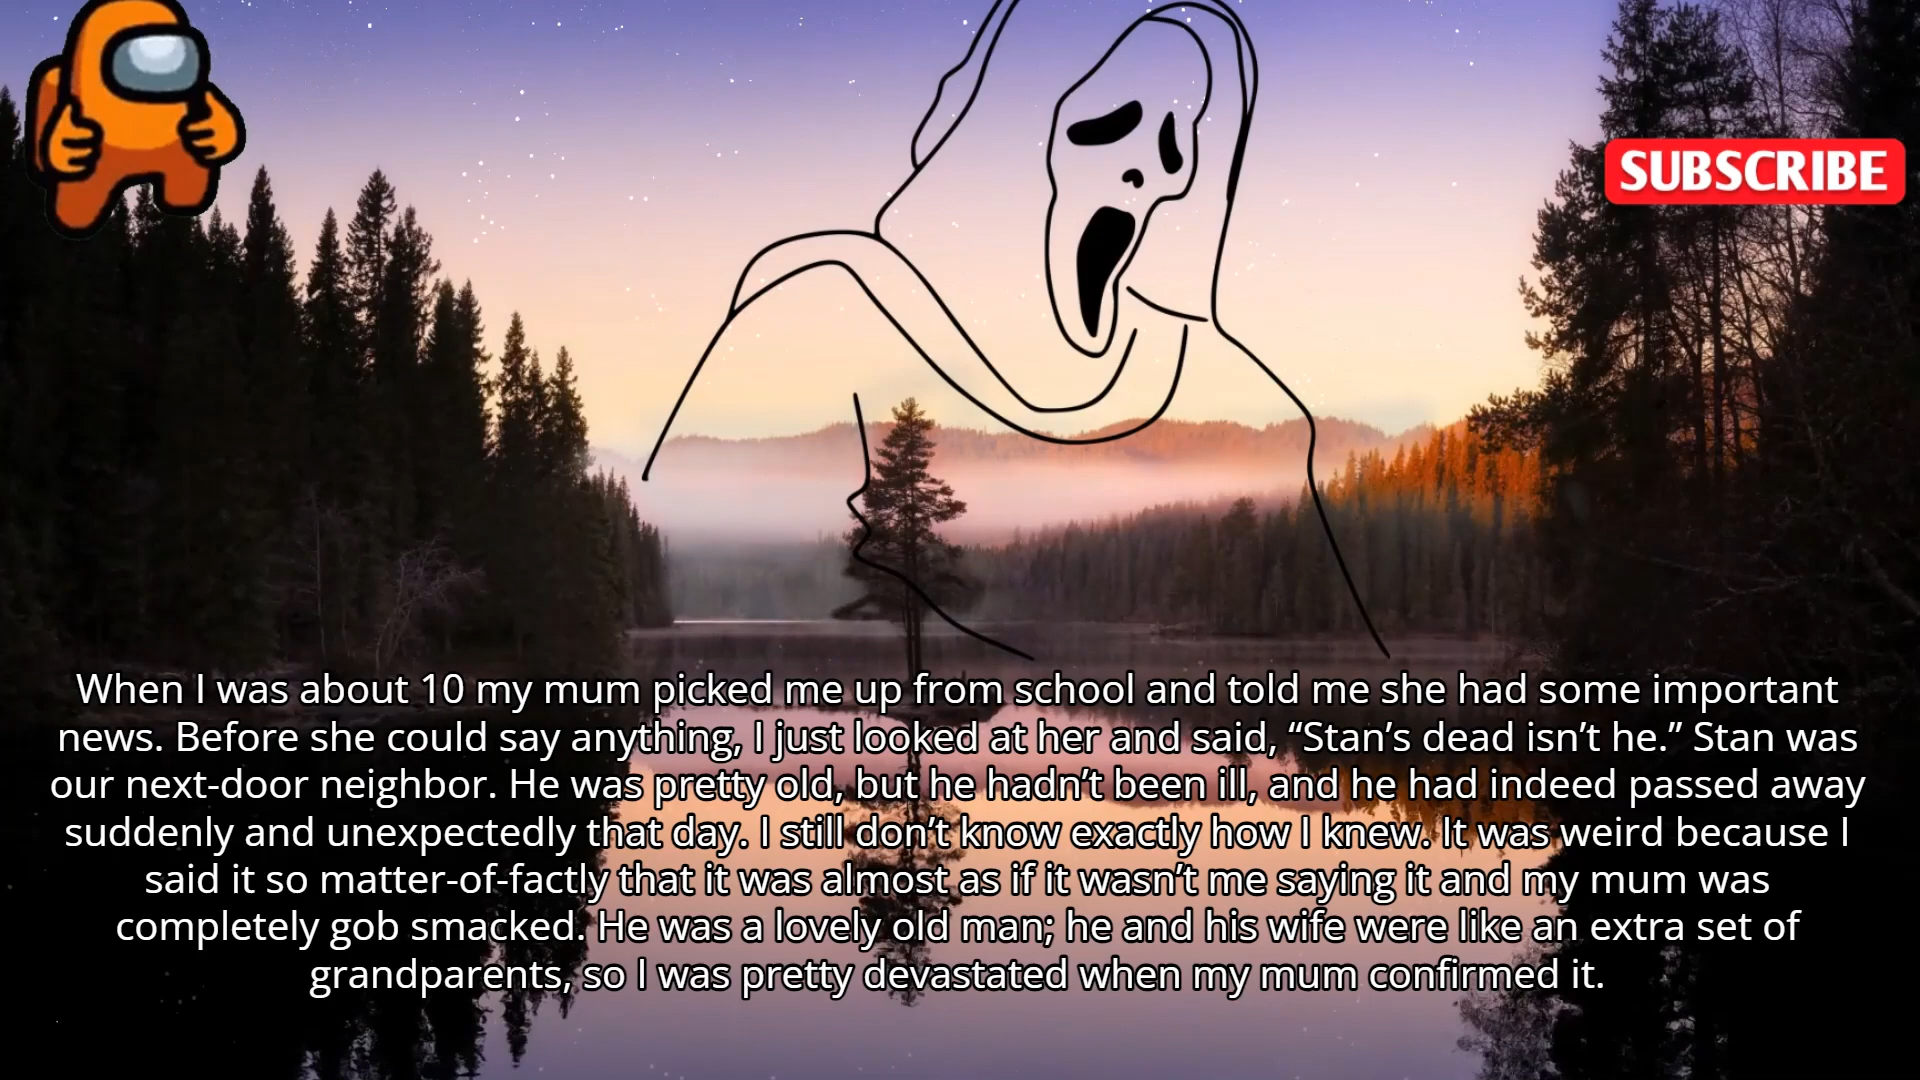 SUBSCRIBE
When I was about 10 my mum picked me up from school and told me she had some important
news. Before she could say anything, I just looked at her and said, “Stan’s dead isn’t he.” Stan was
our next-door neighbor. He was pretty old, but he hadn’t been ill, and he had indeed passed away
suddenly and unexpectedly that day. I still don’t know exactly how I knew. It was weird because I
said it so matter-of-factly that it was almost as if it wasn’t me saying it and my mum was
completely gob smacked. He was a lovely old man; he and his wife were like an extra set of
grandparents, so I was pretty devastated when my mum confirmed it.